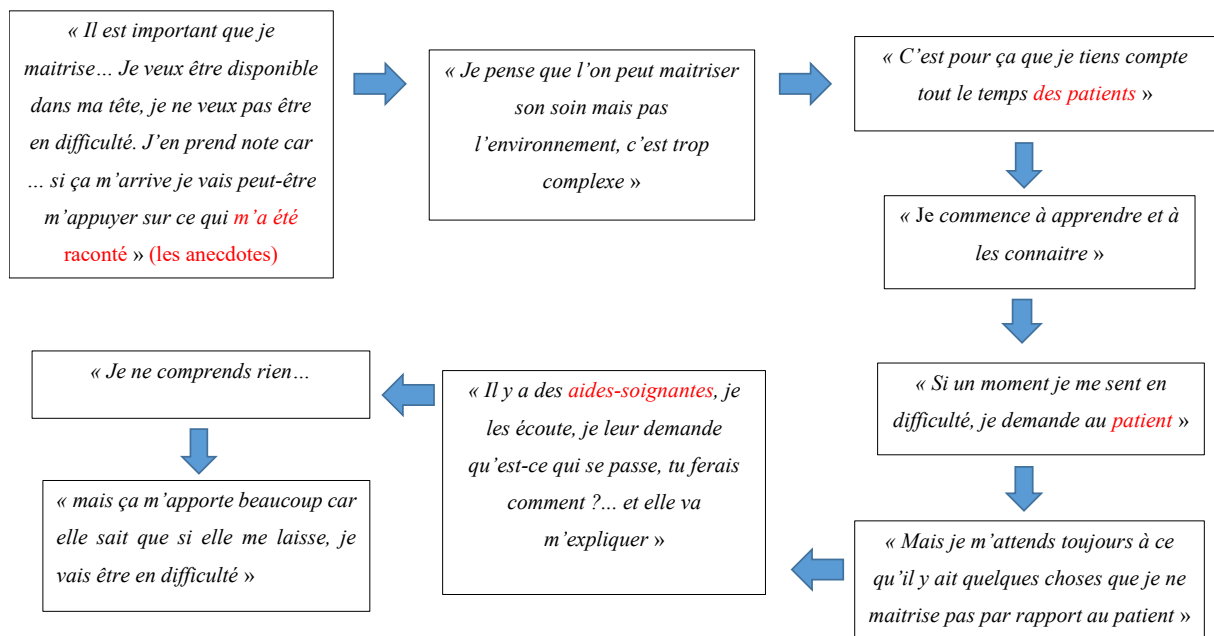 « Il est important que je
maitrise… Je veux être disponible
dans ma tête, je ne veux pas être
en difficulté. J’en prend note car
… si ça m’arrive je vais peut-être
m’appuyer sur ce qui m’a été
raconté » (les anecdotes)
« Je pense que l’on peut maitriser
son soin mais pas
l’environnement, c’est trop
complexe »
« C’est pour ça que je tiens compte
tout le temps des patients »
« Je commence à apprendre et à
les connaitre »
« Si un moment je me sent en
difficulté, je demande au patient »
« Mais je m’attends toujours à ce
qu’il y ait quelques choses que je ne
maitrise pas par rapport au patient »
« Il y a des aides-soignantes, je
les écoute, je leur demande
qu’est-ce qui se passe, tu ferais
comment ?... et elle va
m’expliquer »
« Je ne comprends rien…
« mais ça m’apporte beaucoup car
elle sait que si elle me laisse, je
vais être en difficulté »